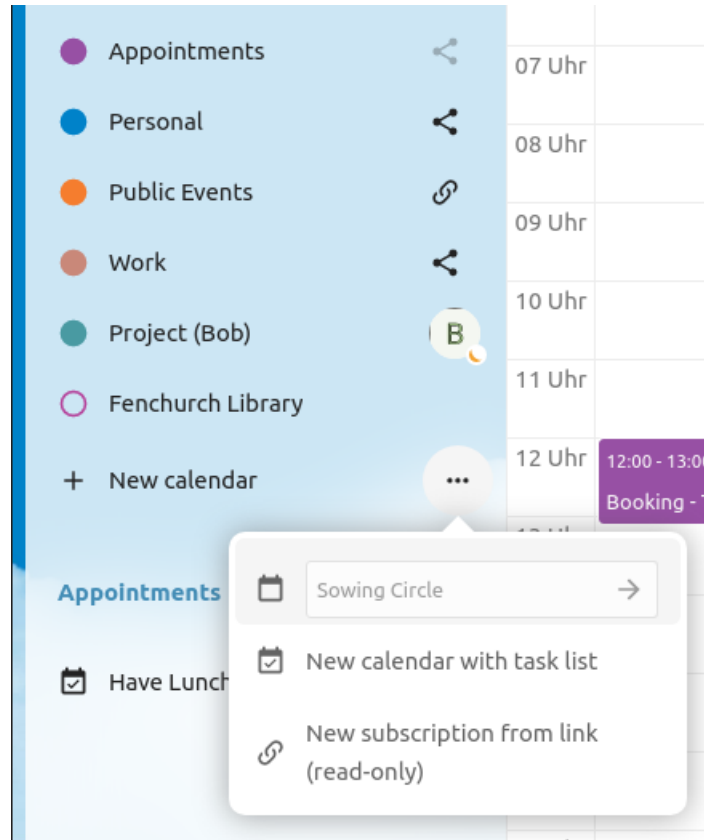 Appointments
07 Uhr
Personal
08 Uhr
Public Events
09 Uhr
Work
10 Uhr
Project (Bob)
B
11 Uhr
Fenchurch Library
12 Uhr
12:00 - 13:00
New calendar
Booking -
Sowing Circle
Appointments
New calendar with task list
Have Lunch
New subscription from link
(read-only)